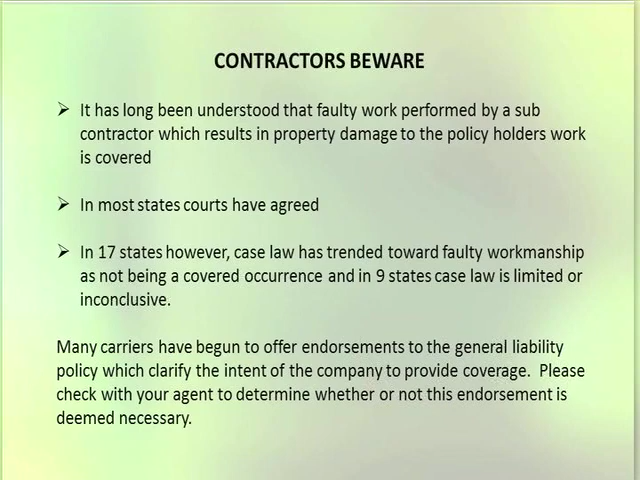 CONTRACTORS BEWARE
➢ It has long been understood that faulty work performed by a sub
contractor which results in property damage to the policy holders work
is covered
➢ In most states courts have agreed
➢ In 17 states however, case law has trended toward faulty workmanship
as not being a covered occurrence and in 9 states case law is limited or
inconclusive.
Many carriers have begun to offer endorsements to the general liability
policy which clarify the intent of the company to provide coverage.  Please
check with your agent to determine whether or not this endorsement is
deemed necessary.